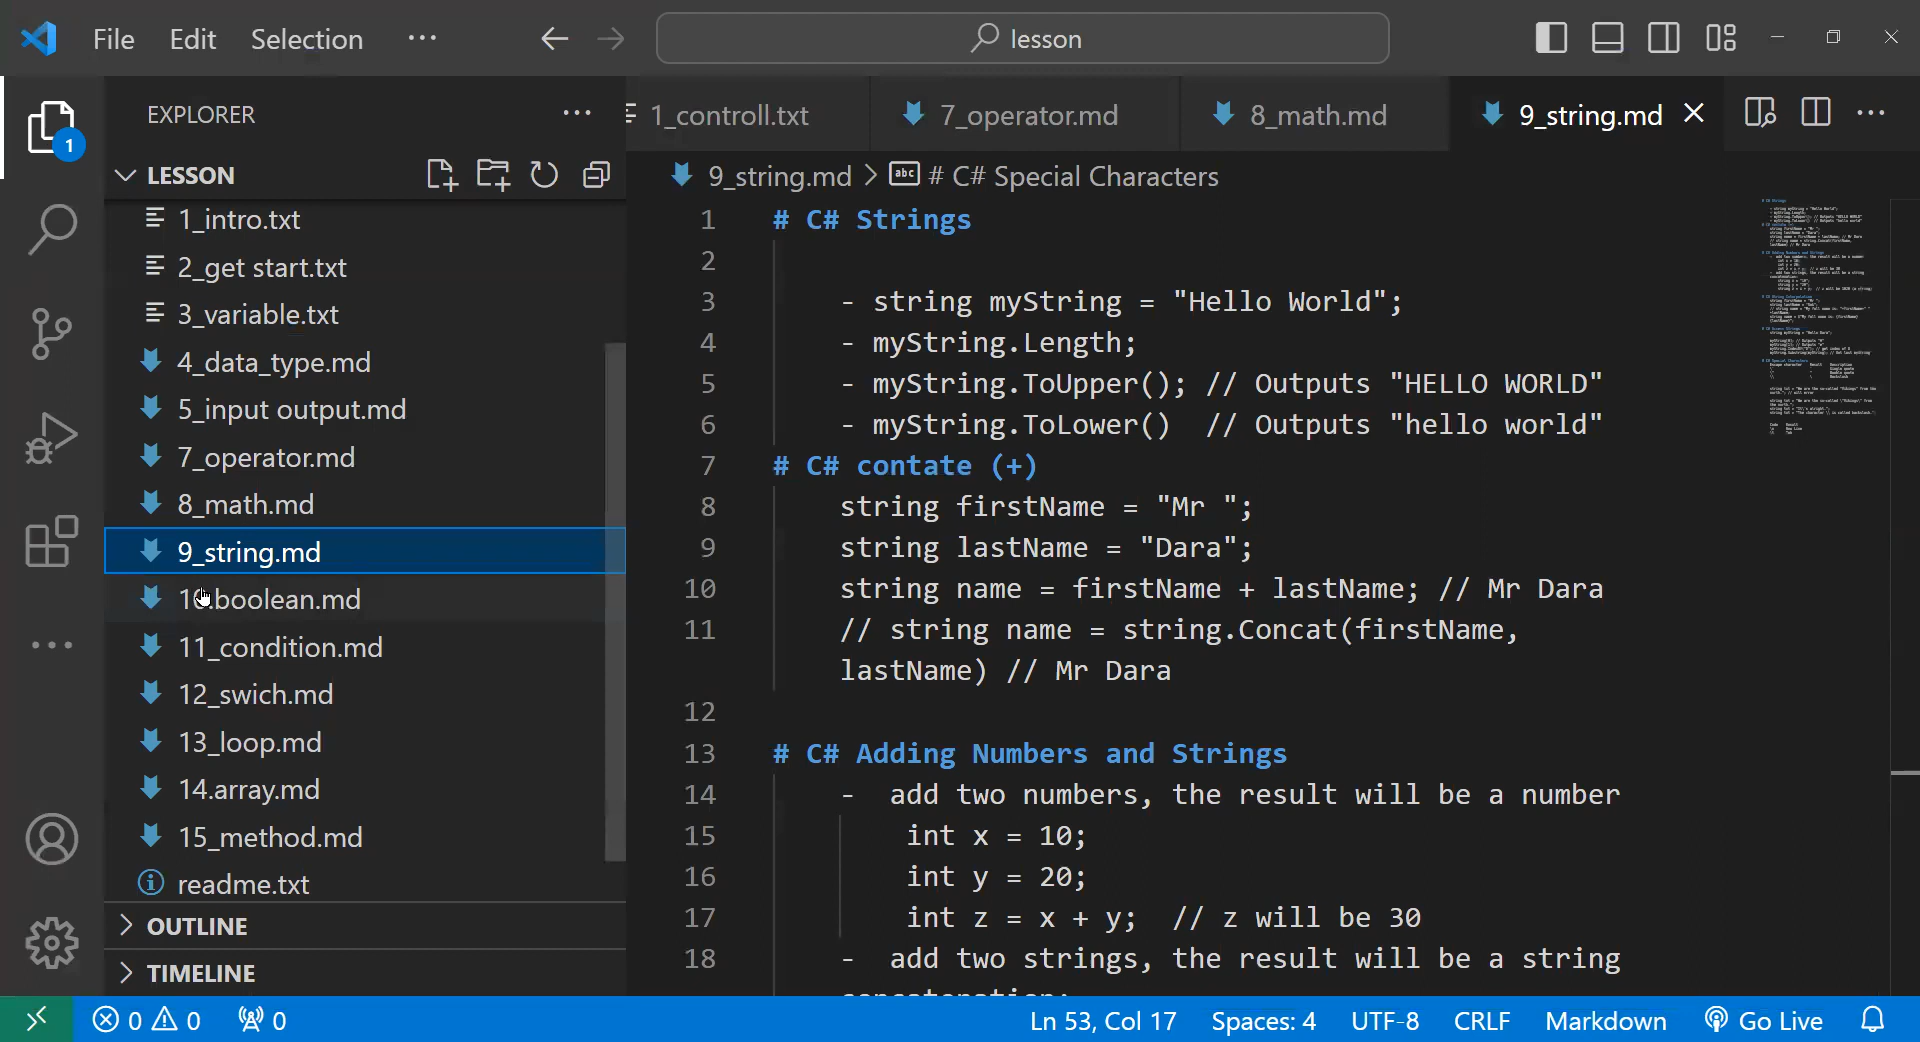 File Edit Selection ··· lesson
EXPLORER ···
1
LESSON
1_intro.txt
2_get start.txt
3_variable.txt
4_data_type.md
5_input output.md
7_operator.md
8_math.md
9_string.md
10.boolean.md
11_condition.md
12_swich.md
13_loop.md
14.array.md
15_method.md
readme.txt
OUTLINE
TIMELINE
1_controll.txt 7_operator.md 8_math.md 9_string.md
9_string.md > # C# Special Characters
1 # C# Strings
2
3 - string myString = "Hello World";
4 - myString.Length;
5 - myString.ToUpper(); // Outputs "HELLO WORLD"
6 - myString.ToLower() // Outputs "hello world"
7 # C# contate (+)
8 string firstName = "Mr ";
9 string lastName = "Dara";
10 string name = firstName + lastName; // Mr Dara
11 // string name = string.Concat(firstName,
lastName) // Mr Dara
12
13 # C# Adding Numbers and Strings
14 - add two numbers, the result will be a number
15 int x = 10;
16 int y = 20;
17 int z = x + y; // z will be 30
18 - add two strings, the result will be a string
concatenation:
0 0 0 Ln 53, Col 17 Spaces: 4 UTF-8 CRLF Markdown Go Live